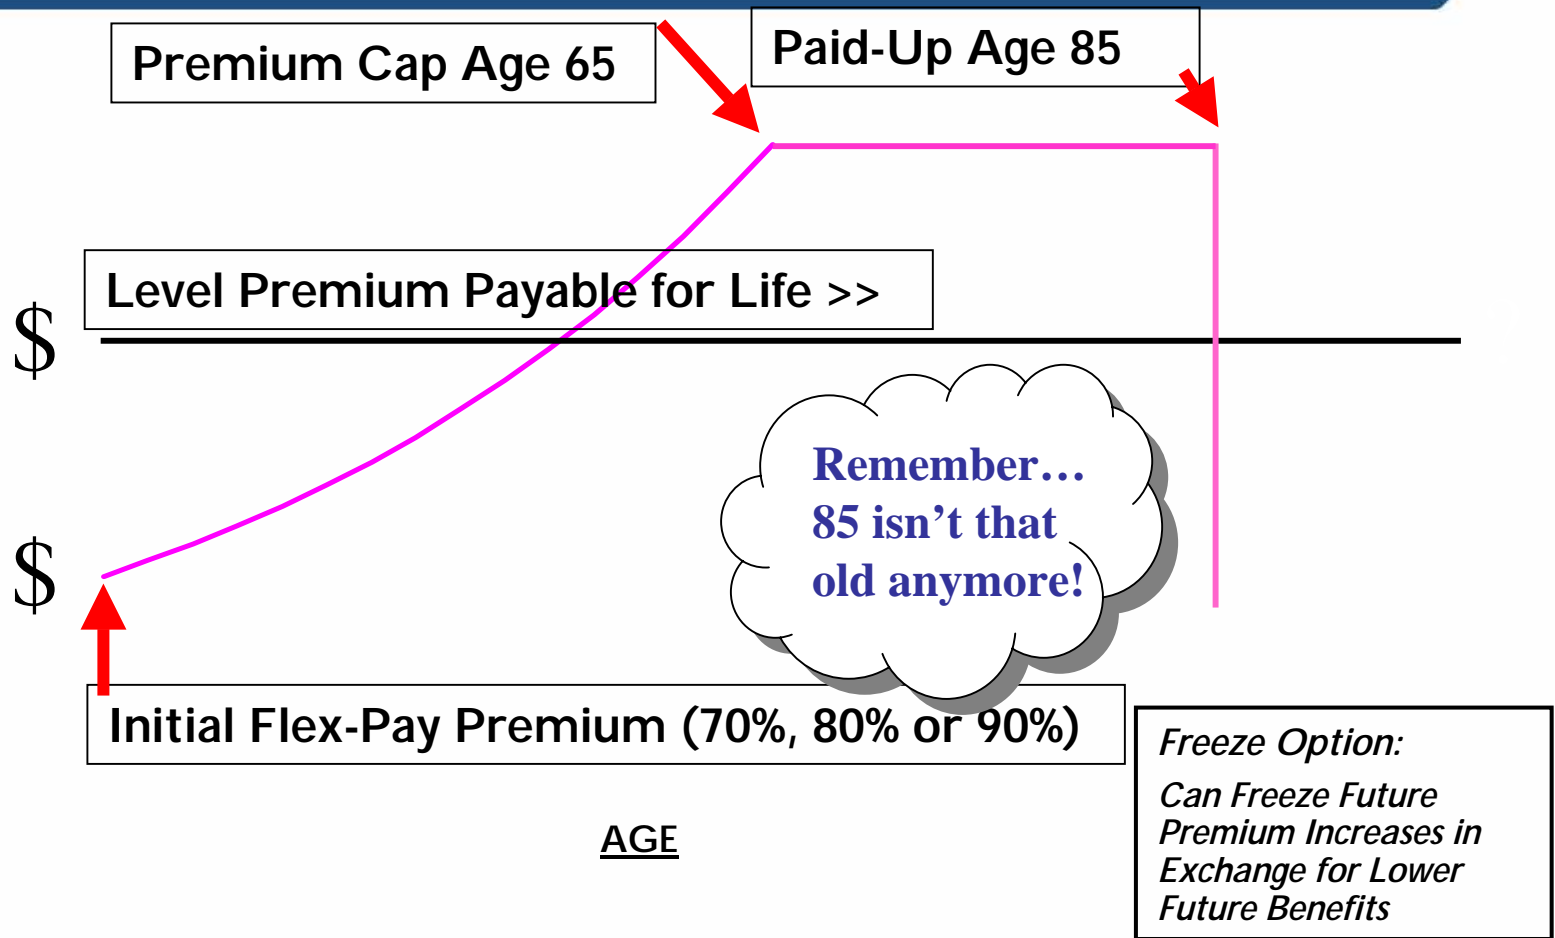 Premium Cap Age 65
Paid-Up Age 85
Level Premium Payable for Life >>
$
Remember…
85 isn’t that
old anymore!
$
Initial Flex-Pay Premium (70%, 80% or 90%)
Freeze Option:
Can Freeze Future
Premium Increases in
Exchange for Lower
Future Benefits
AGE